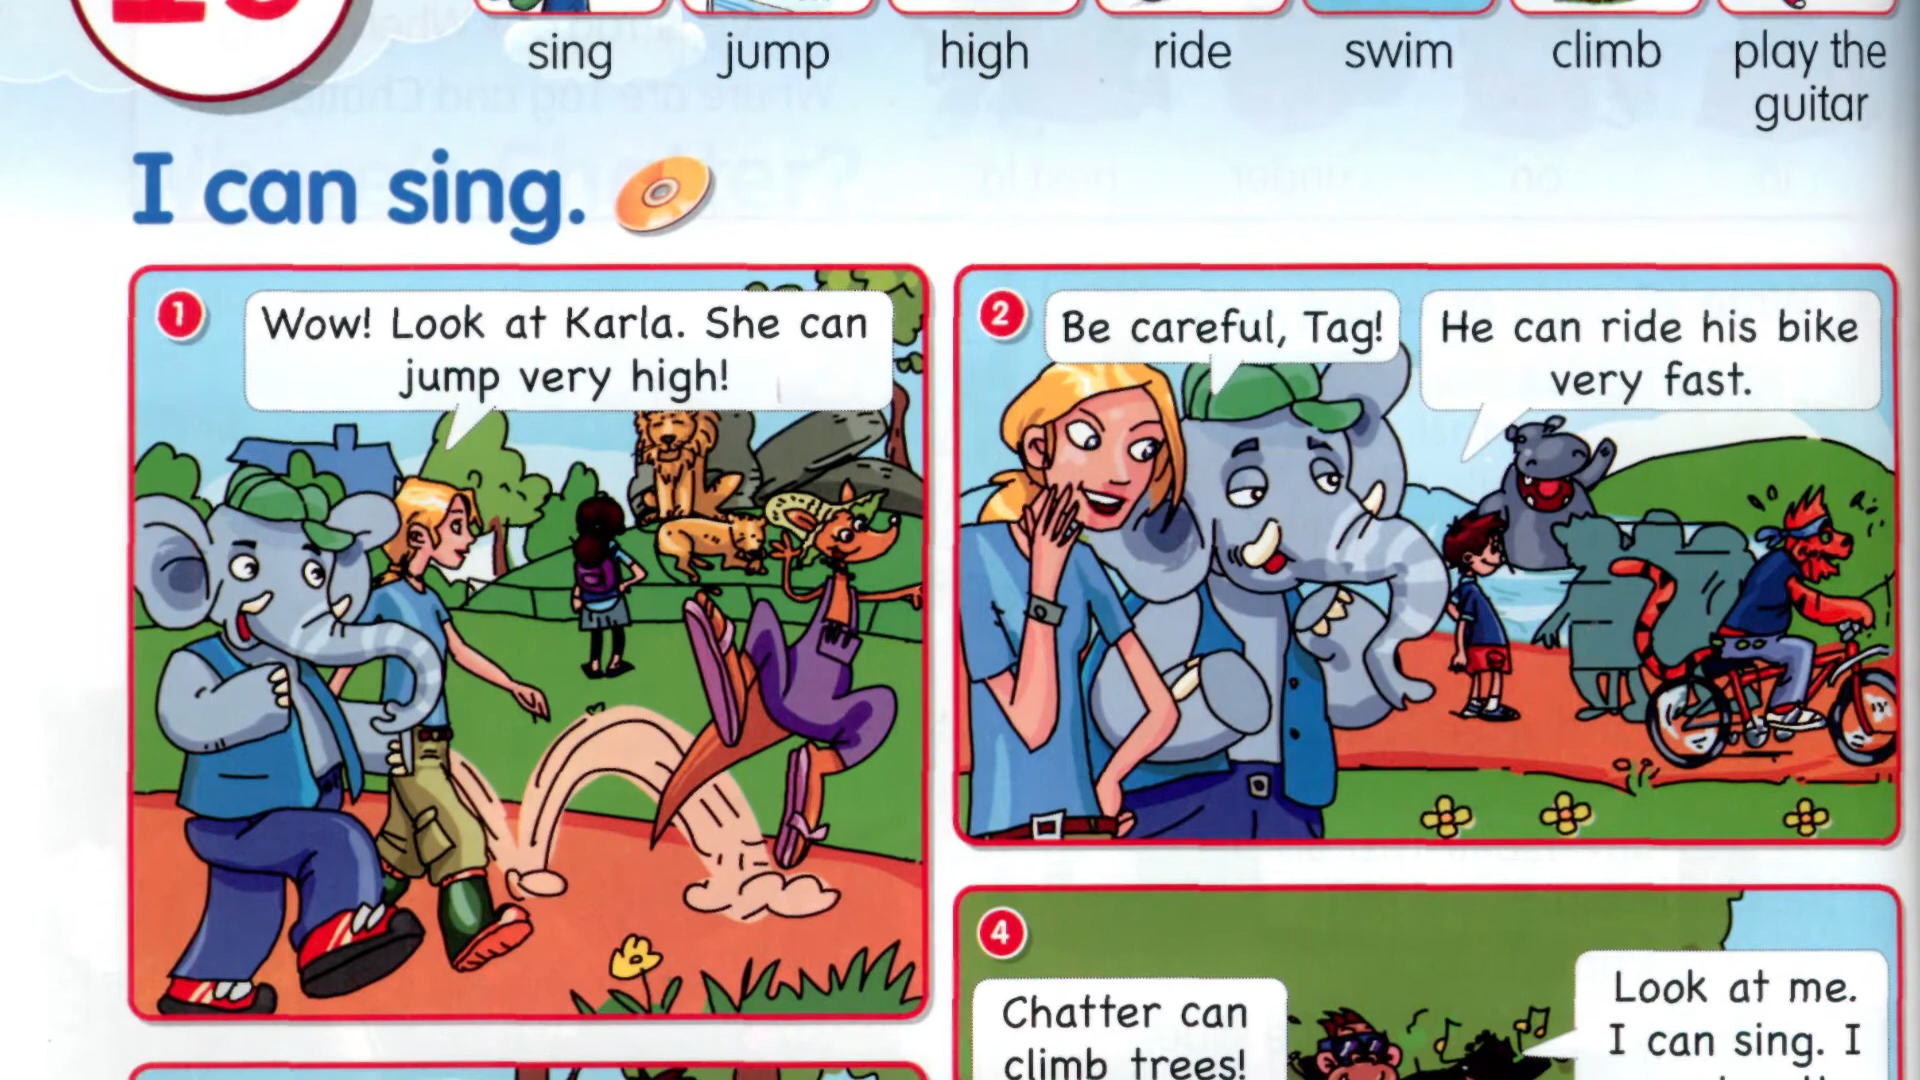 sing
jump
high
ride
swim
climb
play the
guitar
I can sing.
1
Wow! Look at Karla. She can
jump very high!
2
Be careful, Tag!
He can ride his bike
very fast.
4
Chatter can
climb trees!
Look at me.
I can sing. I